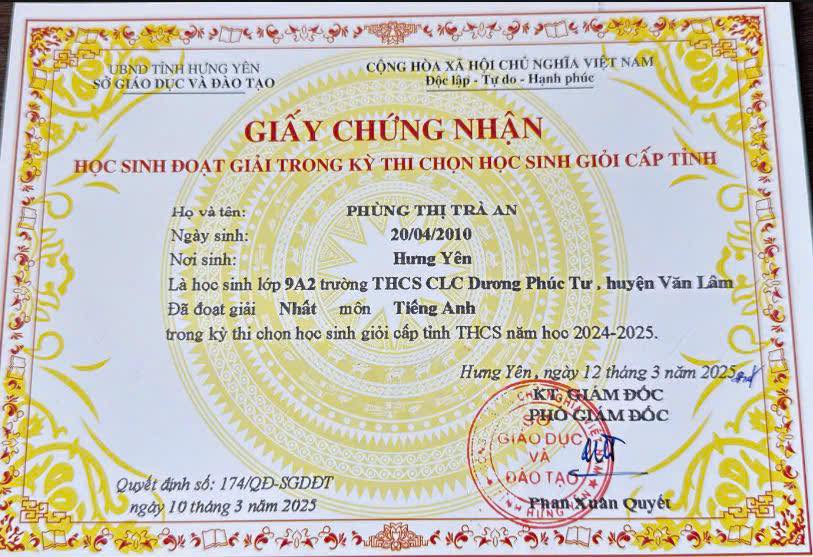 UBND TỈNH HƯNG YÊN
SỞ GIÁO DỤC VÀ ĐÀO TẠO
CỘNG HÒA XÃ HỘI CHỦ NGHĨA VIỆT NAM
Độc lập - Tự do - Hạnh phúc
GIẤY CHỨNG NHẬN
HỌC SINH ĐOẠT GIẢI TRONG KỲ THI CHỌN HỌC SINH GIỎI CẤP TỈNH
Họ và tên: PHÙNG THỊ TRÀ AN
Ngày sinh: 20/04/2010
Nơi sinh: Hưng Yên
Là học sinh lớp 9A2 trường THCS CLC Dương Phúc Tư , huyện Văn Lâm
Đã đoạt giải Nhất môn Tiếng Anh
trong kỳ thi chọn học sinh giỏi cấp tỉnh THCS năm học 2024-2025.
Hưng Yên , ngày 12 tháng 3 năm 2025
KT. GIÁM ĐỐC
PHÓ GIÁM ĐỐC
SỞ
GIÁO DỤC
VÀ
ĐÀO TẠO
Phan Xuân Quyết
Quyết định số: 174/QĐ-SGDĐT
ngày 10 tháng 3 năm 2025